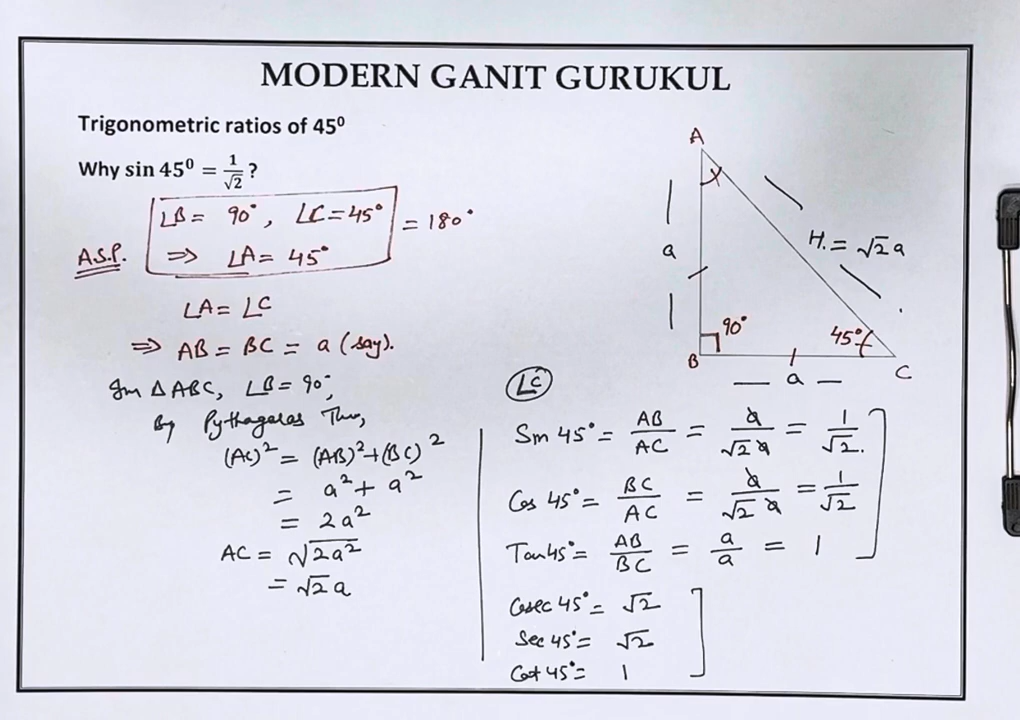 MODERN GANIT GURUKUL
Trigonometric ratios of 45⁰
Why sin 45⁰ = 1/√2 ?
∠B = 90°, ∠C = 45° = 180°
A.S.P. ⇒ ∠A = 45°
∠A = ∠C
⇒ AB = BC = a (say).
In △ABC, ∠B = 90°,
By Pythagoras Thm,
(AC)² = (AB)² + (BC)²
= a² + a²
= 2a²
AC = √2a²
= √2 a
A
a
H. = √2 a
90°
45°
B
a
C
∠C
Sin 45° = AB/AC = a/√2 a = 1/√2.
Cos 45° = BC/AC = a/√2 a = 1/√2
Tan 45° = AB/BC = a/a = 1
Cosec 45° = √2
Sec 45° = √2
Cot 45° = 1